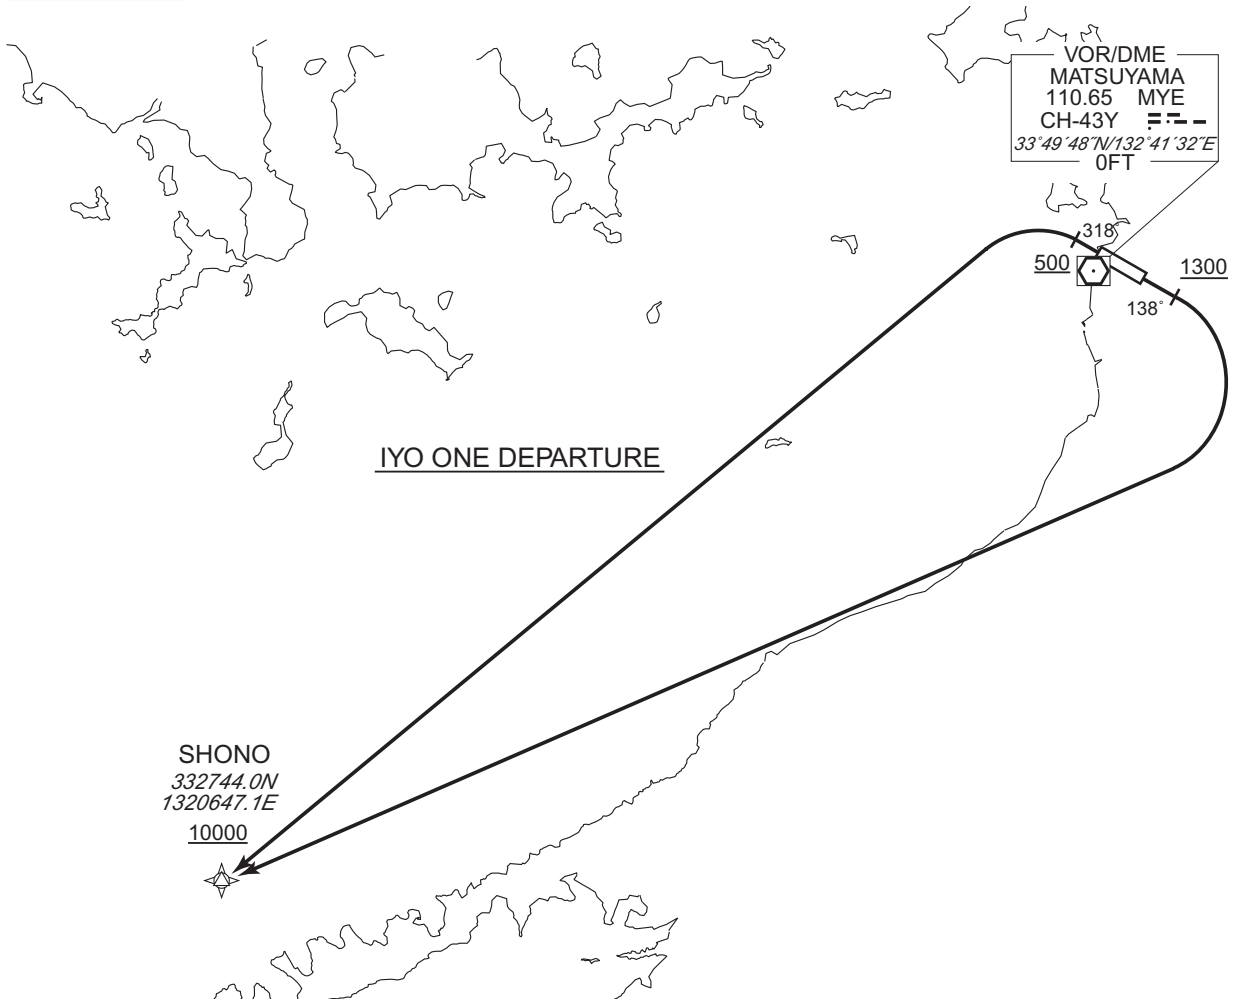 VOR/DME
MATSUYAMA
110.65 MYE
CH-43Y
33°49´48˝N/132°41´32˝E
0FT
318°
500
1300
138°
IYO ONE DEPARTURE
SHONO
332744.0N
1320647.1E
10000